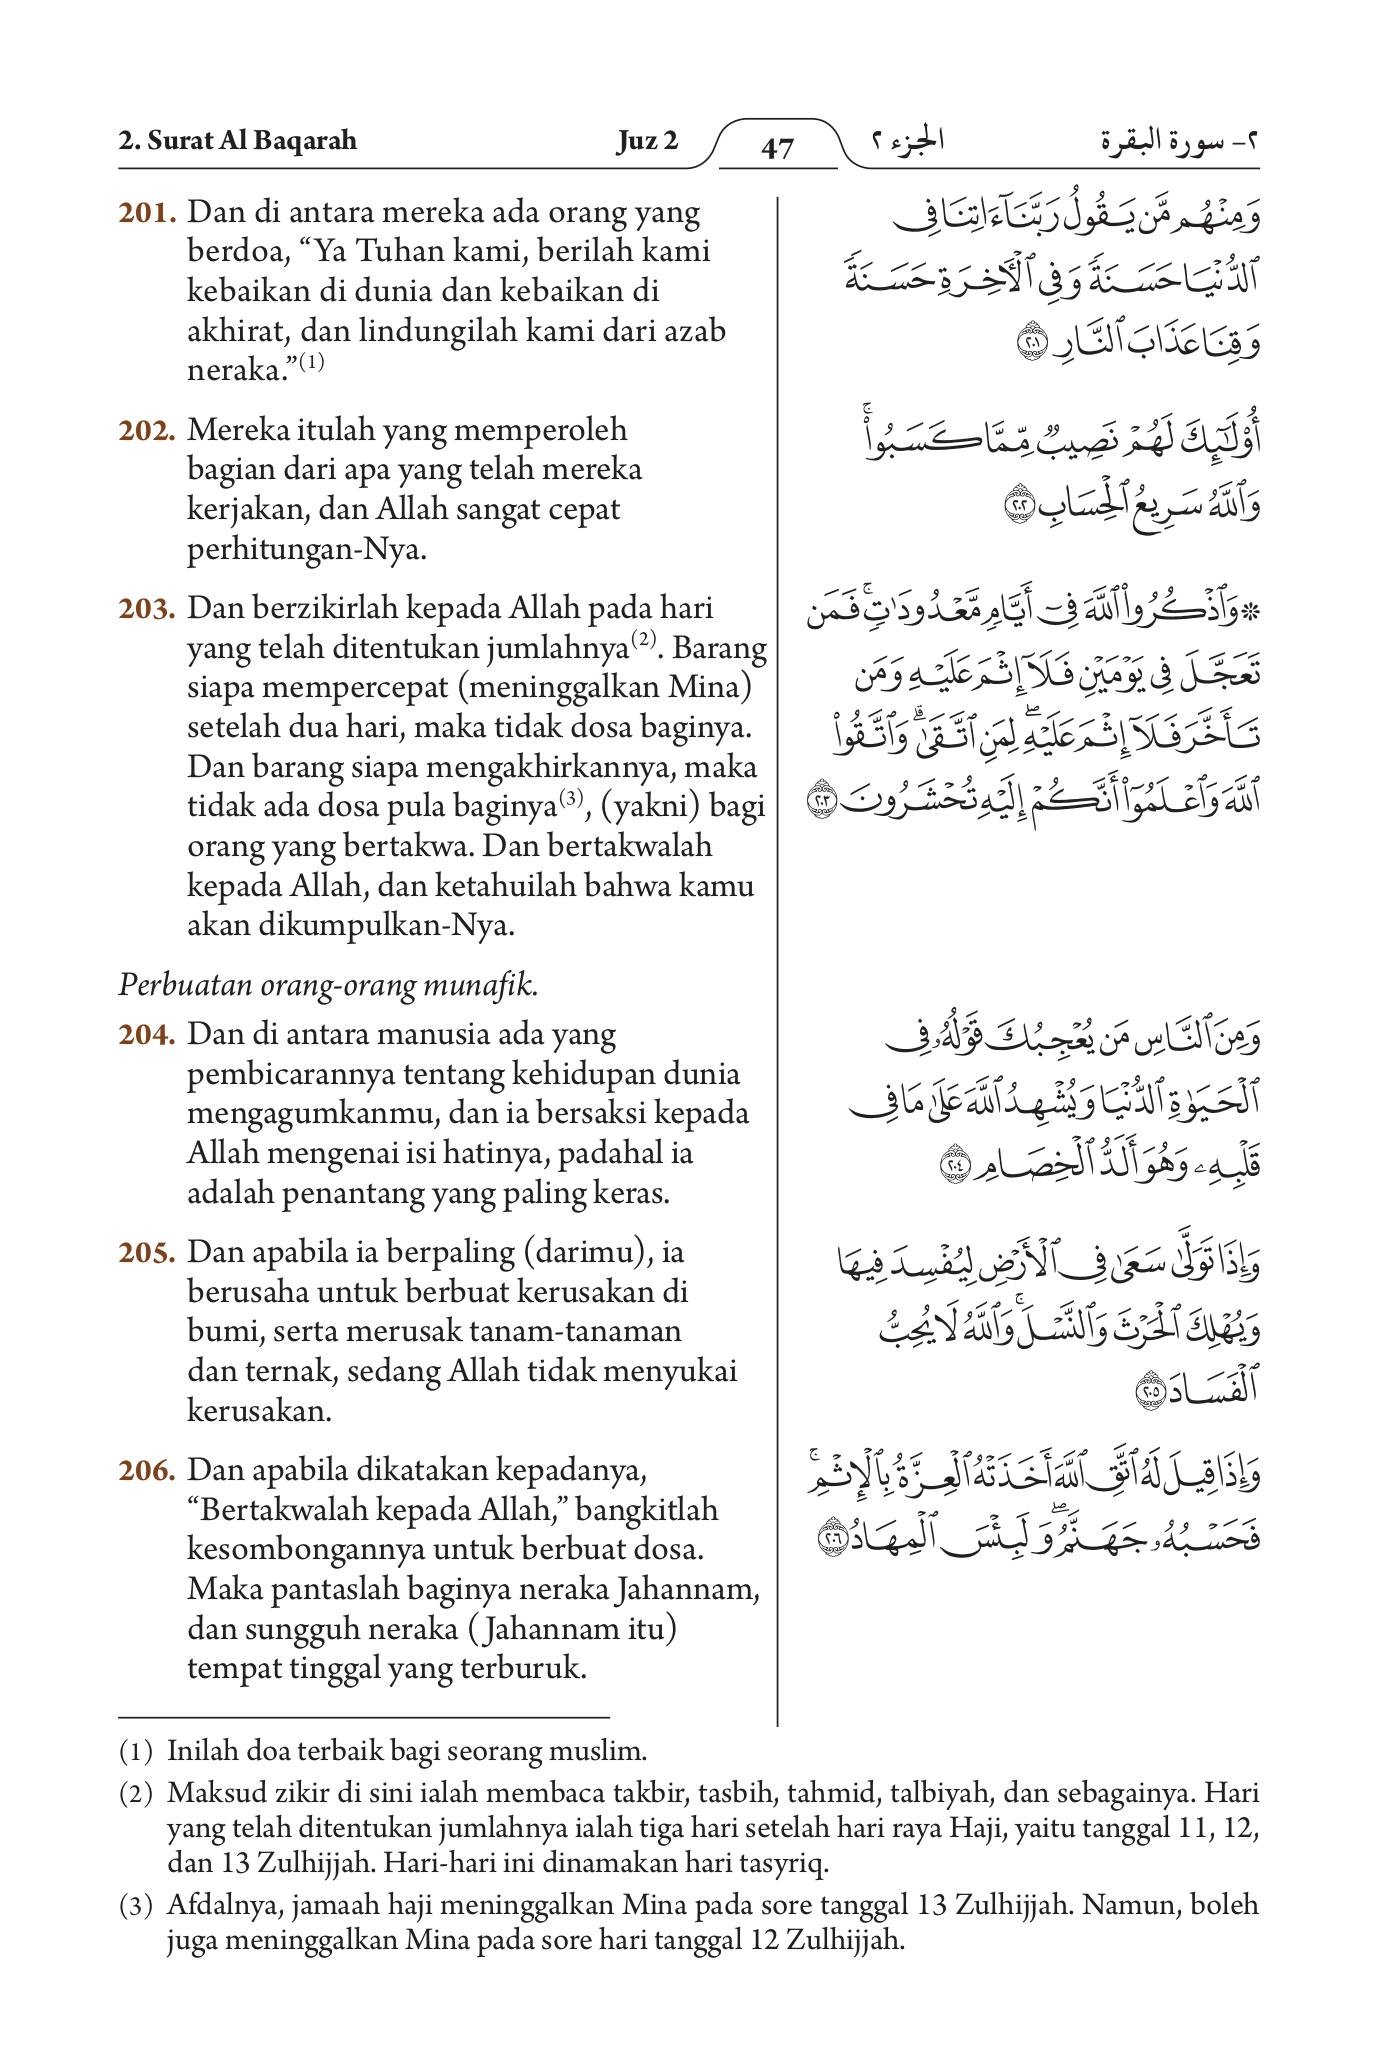 2. Surat Al Baqarah
Juz 2
47
الجزء ٢
٢- سورة البقرة
201. Dan di antara mereka ada orang yang
berdoa, “Ya Tuhan kami, berilah kami
kebaikan di dunia dan kebaikan di
akhirat, dan lindungilah kami dari azab
neraka.”(1)
202. Mereka itulah yang memperoleh
bagian dari apa yang telah mereka
kerjakan, dan Allah sangat cepat
perhitungan-Nya.
203. Dan berzikirlah kepada Allah pada hari
yang telah ditentukan jumlahnya(2). Barang
siapa mempercepat (meninggalkan Mina)
setelah dua hari, maka tidak dosa baginya.
Dan barang siapa mengakhirkannya, maka
tidak ada dosa pula baginya(3), (yakni) bagi
orang yang bertakwa. Dan bertakwalah
kepada Allah, dan ketahuilah bahwa kamu
akan dikumpulkan-Nya.
Perbuatan orang-orang munafik.
204. Dan di antara manusia ada yang
pembicarannya tentang kehidupan dunia
mengagumkanmu, dan ia bersaksi kepada
Allah mengenai isi hatinya, padahal ia
adalah penantang yang paling keras.
205. Dan apabila ia berpaling (darimu), ia
berusaha untuk berbuat kerusakan di
bumi, serta merusak tanam-tanaman
dan ternak, sedang Allah tidak menyukai
kerusakan.
206. Dan apabila dikatakan kepadanya,
“Bertakwalah kepada Allah,” bangkitlah
kesombongannya untuk berbuat dosa.
Maka pantaslah baginya neraka Jahannam,
dan sungguh neraka (Jahannam itu)
tempat tinggal yang terburuk.
وَمِنْهُم مَّن يَقُولُ رَبَّنَآ ءَاتِنَا فِى
ٱلدُّنْيَا حَسَنَةً وَفِى ٱلْأَخِرَةِ حَسَنَةً
وَقِنَا عَذَابَ ٱلنَّارِ ٢٠١
أُو۟لَـٰٓئِكَ لَهُمْ نَصِيبٌ مِّمَّا كَسَبُوا۟ ۚ
وَٱللَّهُ سَرِيعُ ٱلْحِسَابِ ٢٠٢
۞ وَٱذْكُرُوا۟ ٱللَّهَ فِىٓ أَيَّامٍ مَّعْدُودَٰتٍ ۚ فَمَن
تَعَجَّلَ فِى يَوْمَيْنِ فَلَآ إِثْمَ عَلَيْهِ وَمَن
تَأَخَّرَ فَلَآ إِثْمَ عَلَيْهِ ۖ لِمَنِ ٱتَّقَىٰ ۗ وَٱتَّقُوا۟
ٱللَّهَ وَٱعْلَمُوٓا۟ أَنَّكُمْ إِلَيْهِ تُحْشَرُونَ ٢٠٣
وَمِنَ ٱلنَّاسِ مَن يُعْجِبُكَ قَوْلُهُۥ فِى
ٱلْحَيَوٰةِ ٱلدُّنْيَا وَيُشْهِدُ ٱللَّهَ عَلَىٰ مَا فِى
قَلْبِهِۦ وَهُوَ أَلَدُّ ٱلْخِصَامِ ٢٠٤
وَإِذَا تَوَلَّىٰ سَعَىٰ فِى ٱلْأَرْضِ لِيُفْسِدَ فِيهَا
وَيُهْلِكَ ٱلْحَرْثَ وَٱلنَّسْلَ ۚ وَٱللَّهُ لَا يُحِبُّ
ٱلْفَسَادَ ٢٠٥
وَإِذَا قِيلَ لَهُ ٱتَّقِ ٱللَّهَ أَخَذَتْهُ ٱلْعِزَّةُ بِٱلْإِثْمِ ۚ
فَحَسْبُهُۥ جَهَنَّمُ ۖ وَلَبِئْسَ ٱلْمِهَادُ ٢٠٦
(1) Inilah doa terbaik bagi seorang muslim.
(2) Maksud zikir di sini ialah membaca takbir, tasbih, tahmid, talbiyah, dan sebagainya. Hari
yang telah ditentukan jumlahnya ialah tiga hari setelah hari raya Haji, yaitu tanggal 11, 12,
dan 13 Zulhijjah. Hari-hari ini dinamakan hari tasyriq.
(3) Afdalnya, jamaah haji meninggalkan Mina pada sore tanggal 13 Zulhijjah. Namun, boleh
juga meninggalkan Mina pada sore hari tanggal 12 Zulhijjah.